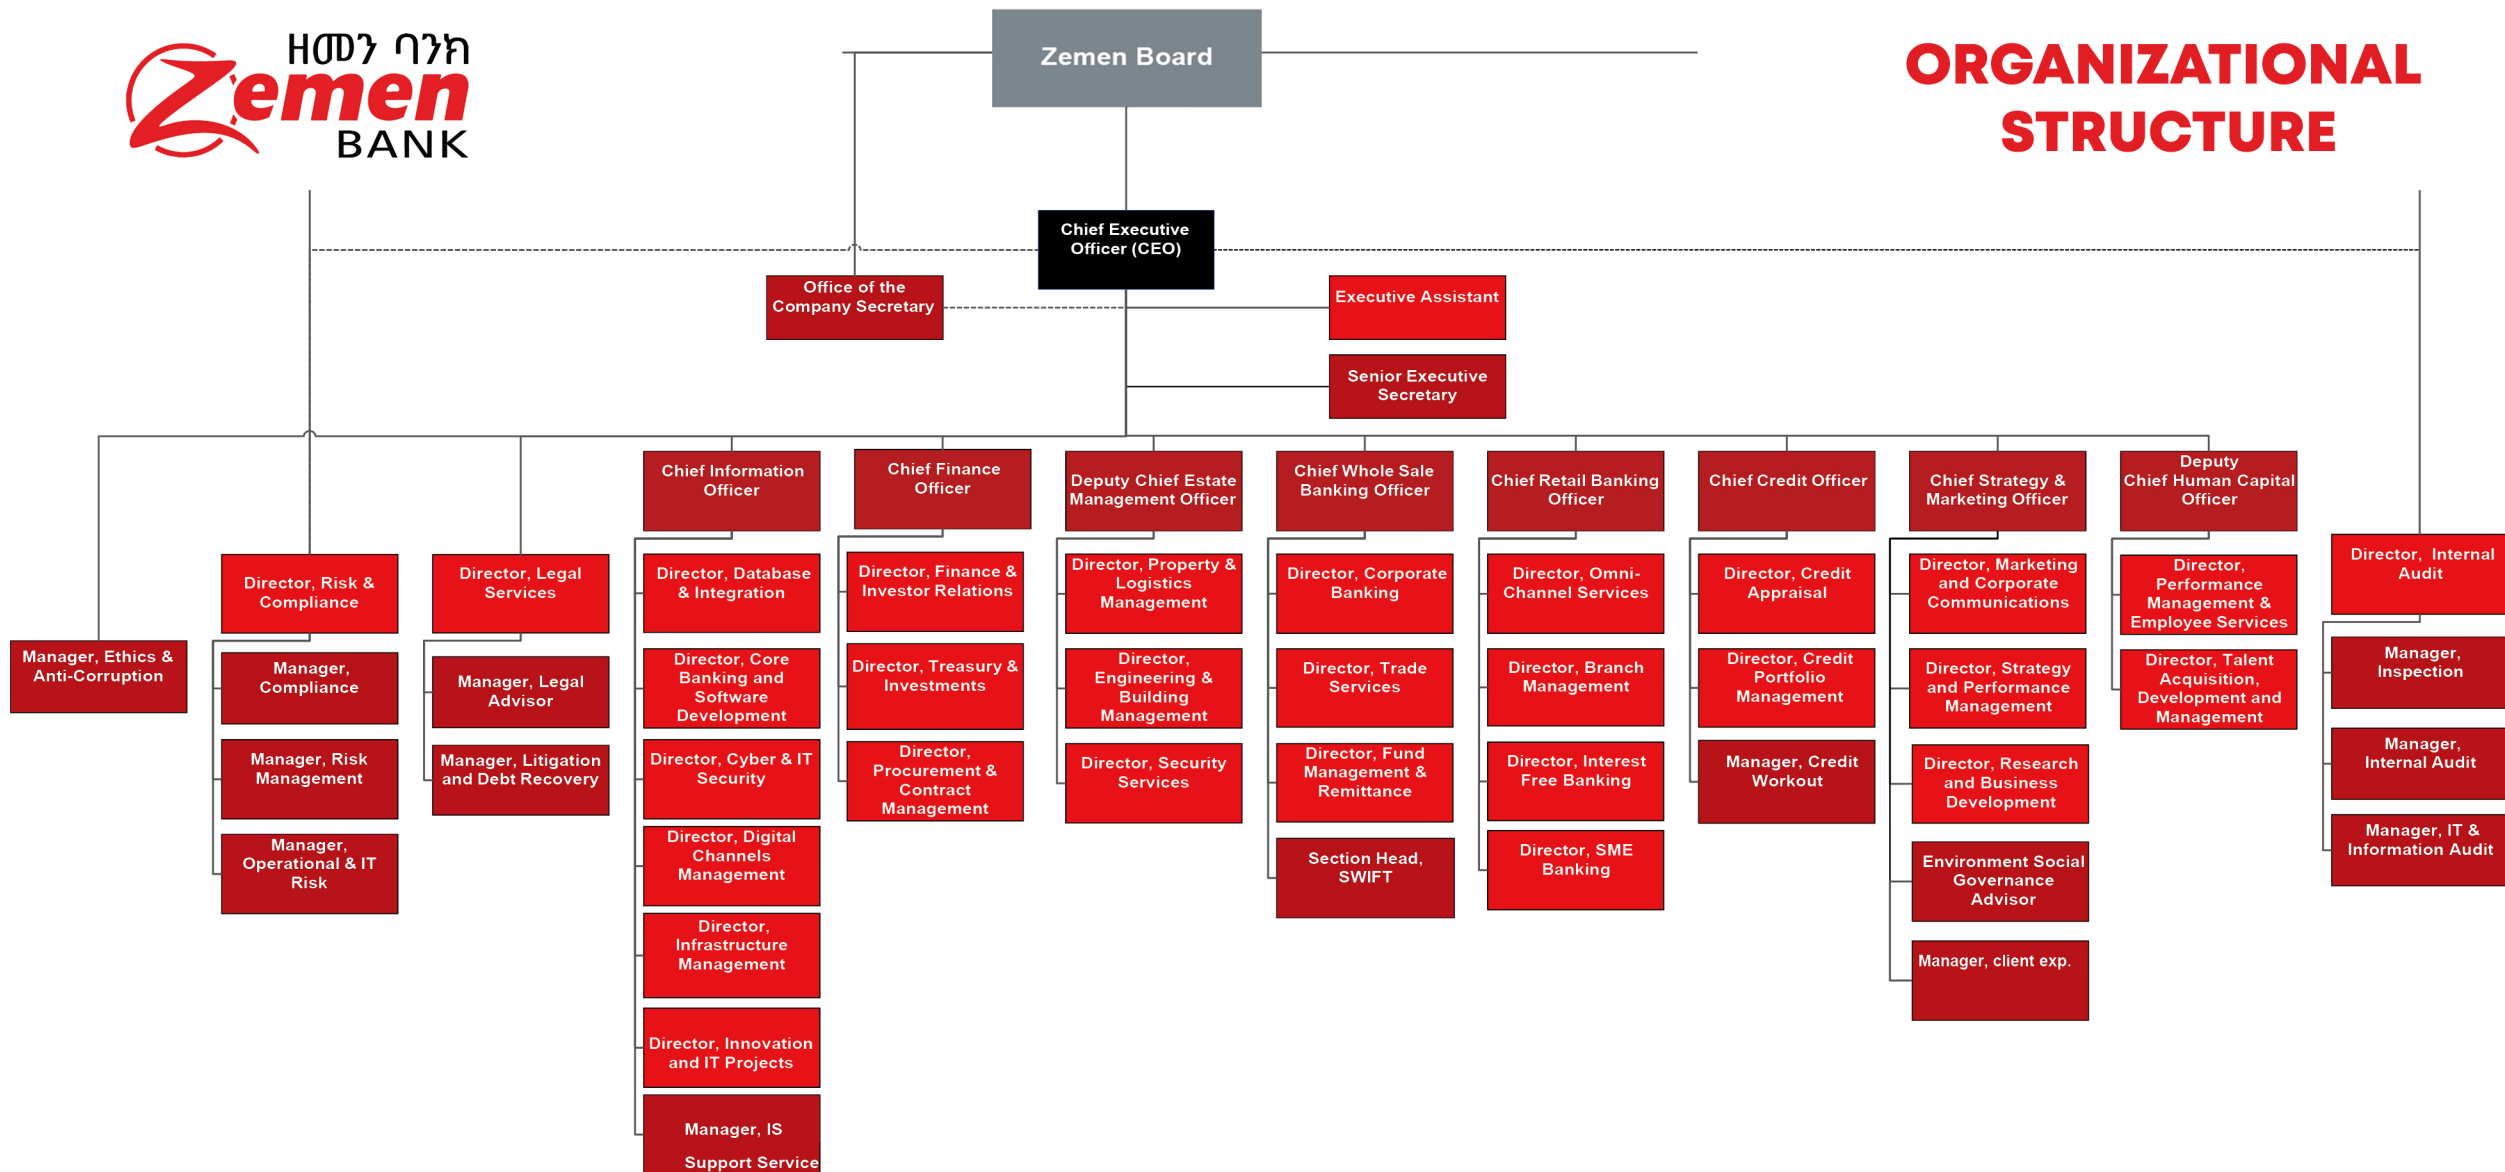 ዘመን ባንክ
Zemen
BANK
ORGANIZATIONAL
STRUCTURE
Zemen Board
Chief Executive
Officer (CEO)
Office of the
Company Secretary
Executive Assistant
Senior Executive
Secretary
Manager, Ethics &
Anti-Corruption
Director, Risk &
Compliance
Manager,
Compliance
Manager, Risk
Management
Manager,
Operational & IT
Risk
Director, Legal
Services
Manager, Legal
Advisor
Manager, Litigation
and Debt Recovery
Chief Information
Officer
Director, Database
& Integration
Director, Core
Banking and
Software
Development
Director, Cyber & IT
Security
Director, Digital
Channels
Management
Director,
Infrastructure
Management
Director, Innovation
and IT Projects
Manager, IS
Support Service
Chief Finance
Officer
Director, Finance &
Investor Relations
Director, Treasury &
Investments
Director,
Procurement &
Contract
Management
Deputy Chief Estate
Management Officer
Director, Property &
Logistics
Management
Director,
Engineering &
Building
Management
Director, Security
Services
Chief Whole Sale
Banking Officer
Director, Corporate
Banking
Director, Trade
Services
Director, Fund
Management &
Remittance
Section Head,
SWIFT
Chief Retail Banking
Officer
Director, Omni-
Channel Services
Director, Branch
Management
Director, Interest
Free Banking
Director, SME
Banking
Chief Credit Officer
Director, Credit
Appraisal
Director, Credit
Portfolio
Management
Manager, Credit
Workout
Chief Strategy &
Marketing Officer
Director, Marketing
and Corporate
Communications
Director, Strategy
and Performance
Management
Director, Research
and Business
Development
Environment Social
Governance
Advisor
Manager, client exp.
Deputy
Chief Human Capital
Officer
Director,
Performance
Management &
Employee Services
Director, Talent
Acquisition,
Development and
Management
Director, Internal
Audit
Manager,
Inspection
Manager,
Internal Audit
Manager, IT &
Information Audit